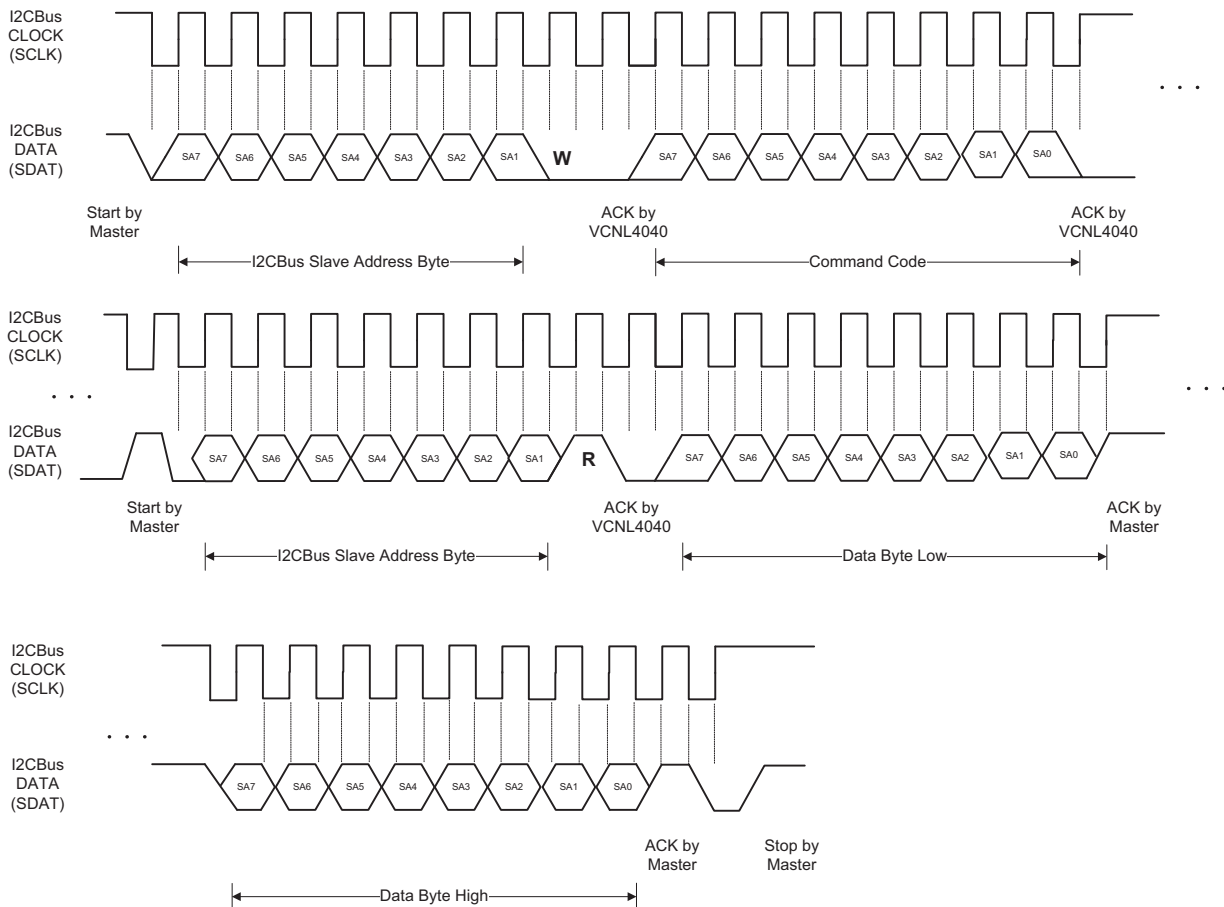 I2CBus
CLOCK
(SCLK)
. . .
I2CBus
DATA
(SDAT)
SA7 SA6 SA5 SA4 SA3 SA2 SA1 W SA7 SA6 SA5 SA4 SA3 SA2 SA1 SA0
Start by
Master
ACK by
VCNL4040
ACK by
VCNL4040
I2CBus Slave Address Byte
Command Code
I2CBus
CLOCK
(SCLK)
. . .
. . .
I2CBus
DATA
(SDAT)
SA7 SA6 SA5 SA4 SA3 SA2 SA1 R SA7 SA6 SA5 SA4 SA3 SA2 SA1 SA0
Start by
Master
ACK by
VCNL4040
ACK by
Master
I2CBus Slave Address Byte
Data Byte Low
I2CBus
CLOCK
(SCLK)
. . .
I2CBus
DATA
(SDAT)
SA7 SA6 SA5 SA4 SA3 SA2 SA1 SA0
ACK by
Master
Stop by
Master
Data Byte High